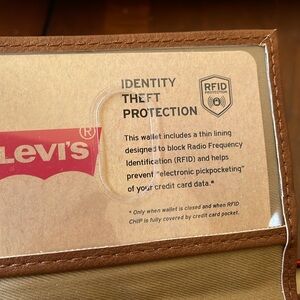 IDENTITY
THEFT
PROTECTION
RFID
PROTECTION
Levi's®
This wallet includes a thin lining
designed to block Radio Frequency
Identification (RFID) and helps
prevent "electronic pickpocketing"
of your credit card data.*
* Only when wallet is closed and when RFID
CHIP is fully covered by credit card pocket.